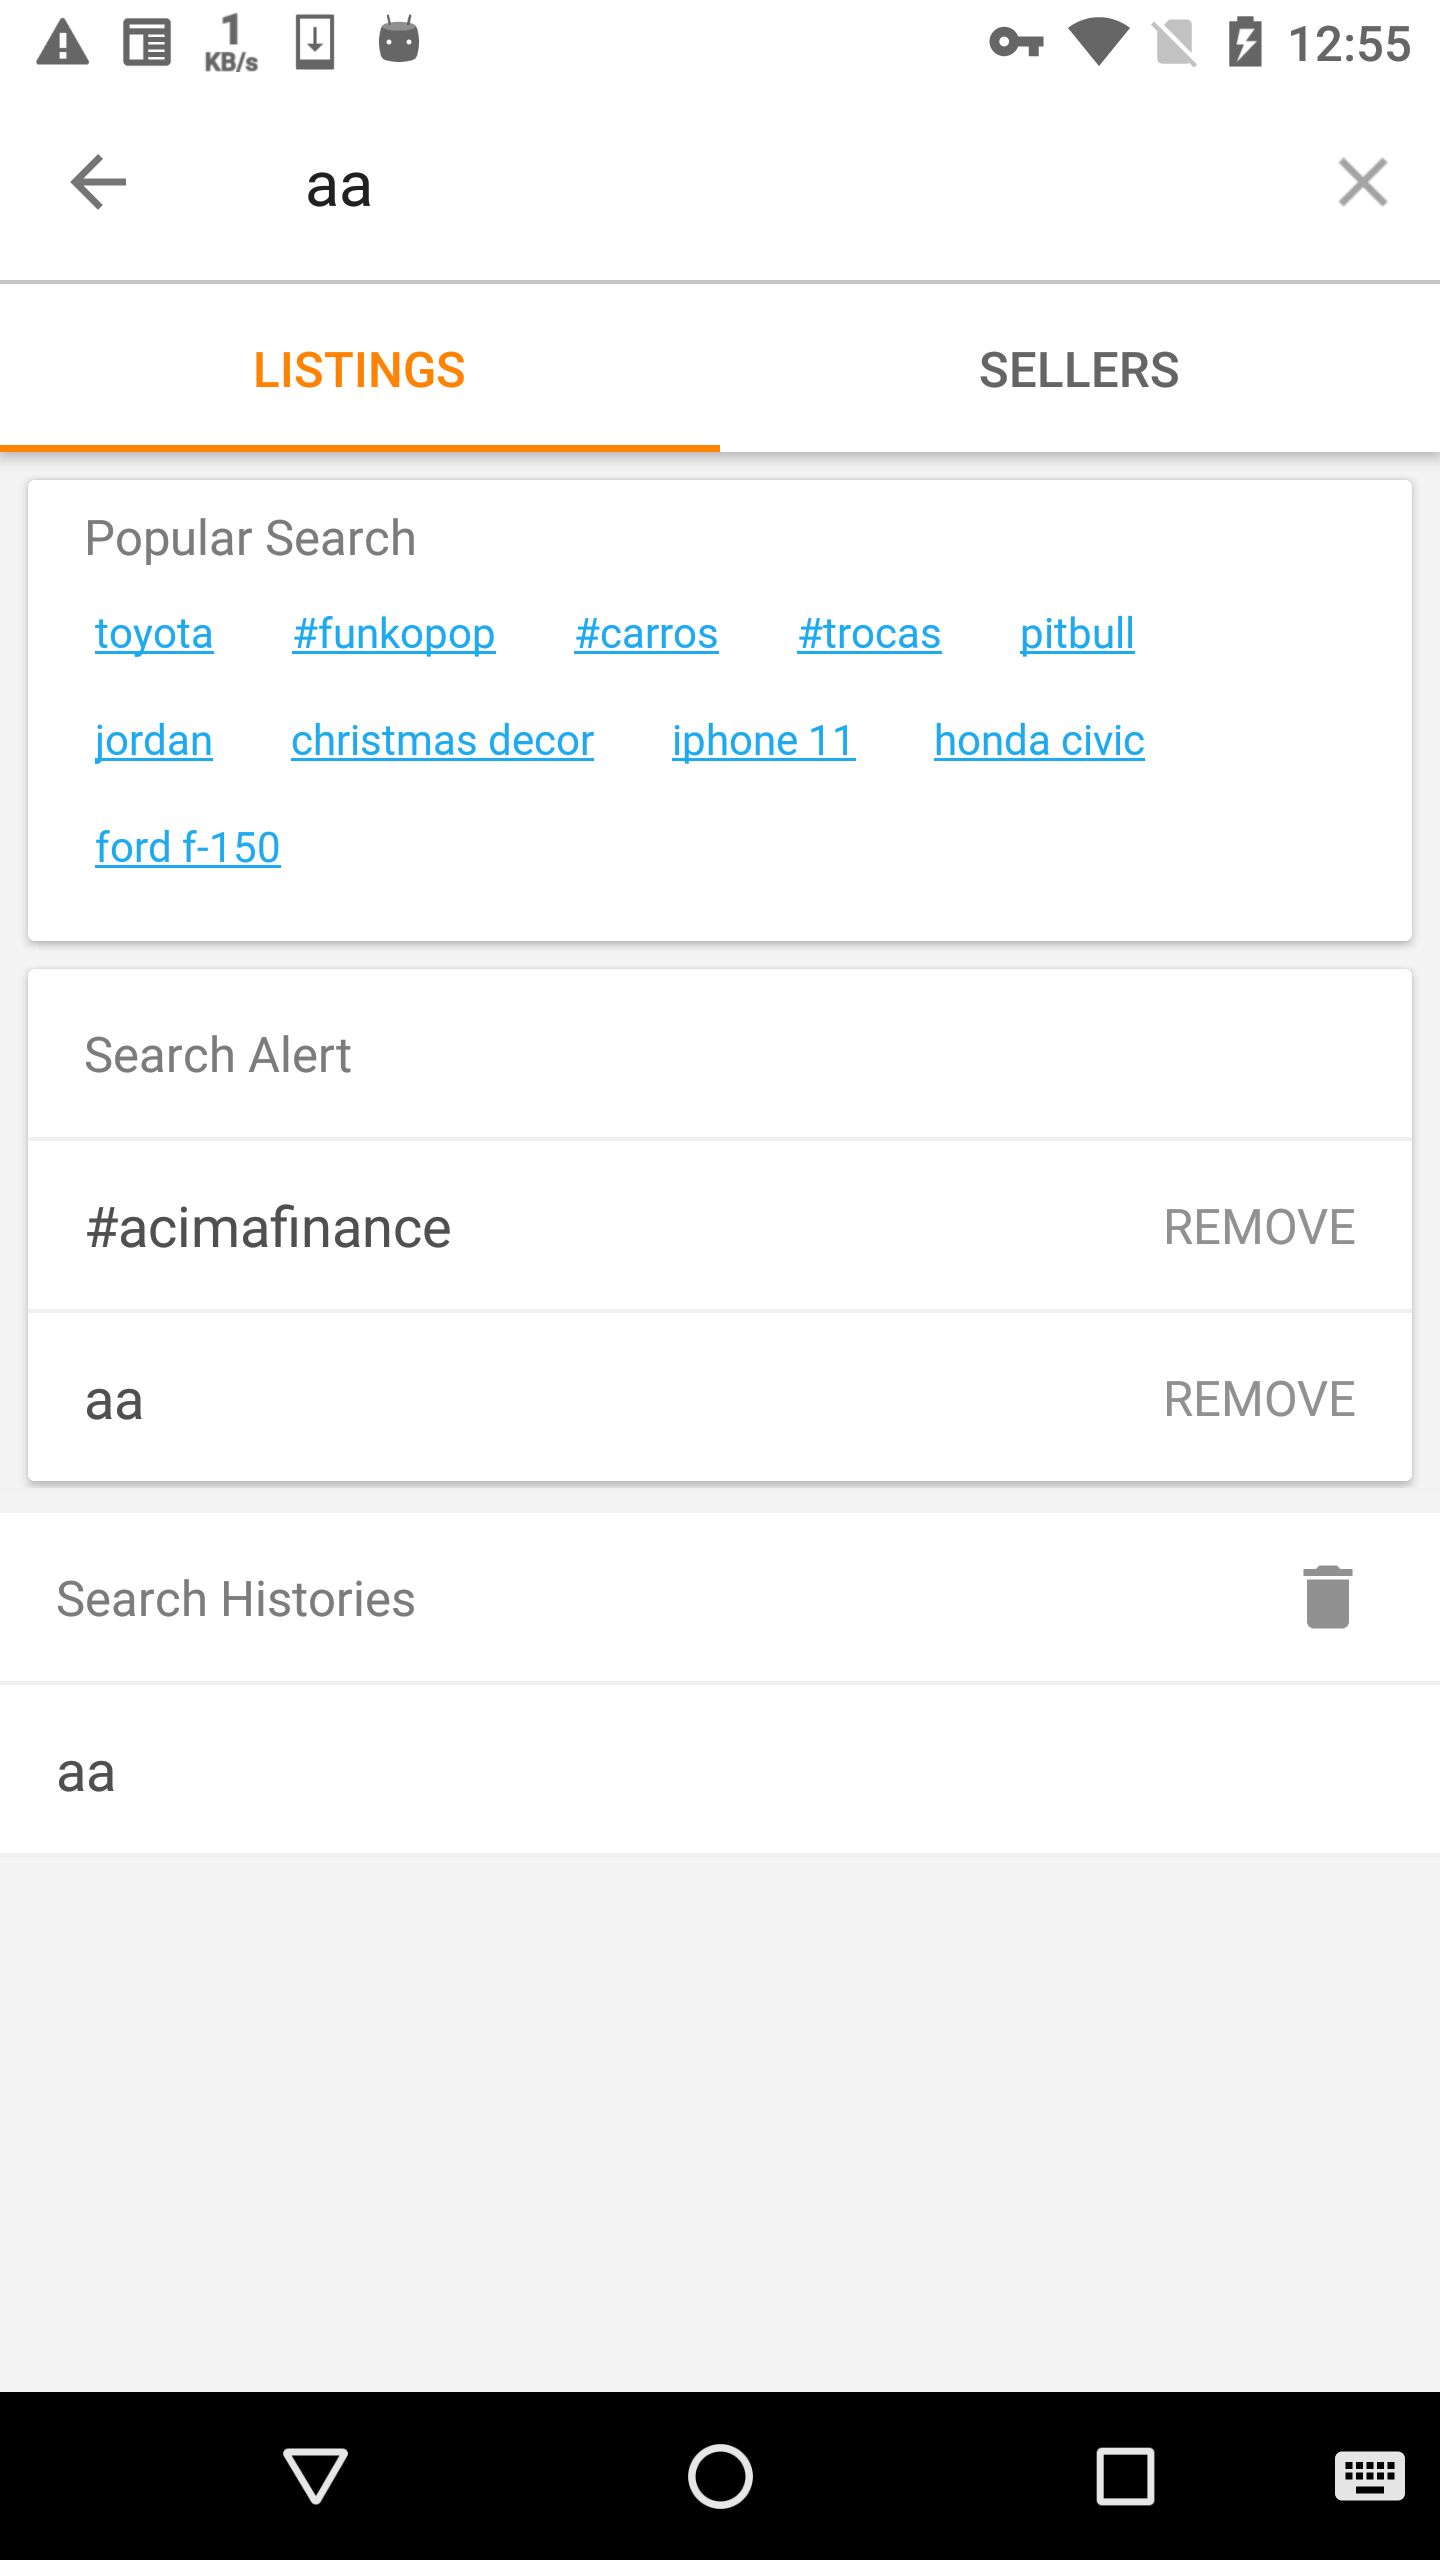 1
KB/s
12:55
aa
LISTINGS SELLERS
Popular Search
toyota #funkopop #carros #trocas pitbull
jordan christmas decor iphone 11 honda civic
ford f-150
Search Alert
#acimafinance REMOVE
aa REMOVE
Search Histories
aa